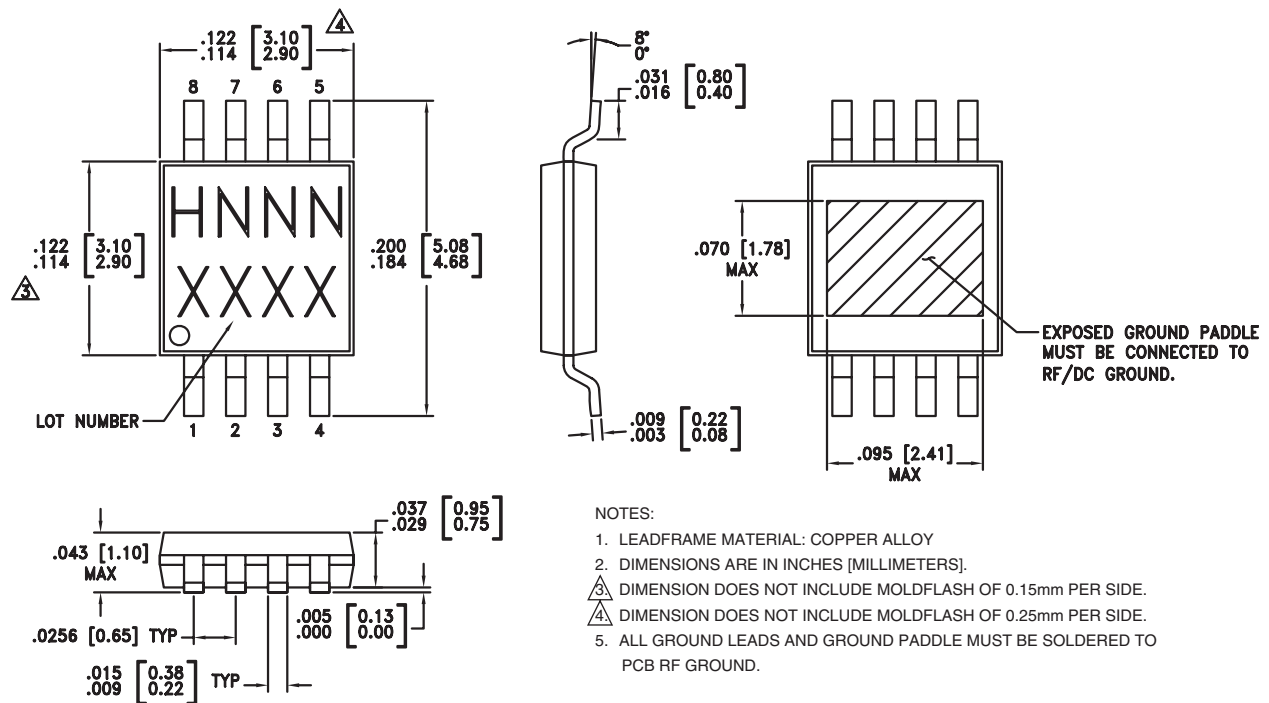 .122 [3.10]
.114 [2.90]
4
8 7 6 5
HNNN
XXXX
.122 [3.10]
.114 [2.90]
3
.200 [5.08]
.184 [4.68]
LOT NUMBER
1 2 3 4
8°
0°
.031 [0.80]
.016 [0.40]
.009 [0.22]
.003 [0.08]
.070 [1.78]
MAX
EXPOSED GROUND PADDLE
MUST BE CONNECTED TO
RF/DC GROUND.
.095 [2.41]
MAX
.043 [1.10]
MAX
.037 [0.95]
.029 [0.75]
.0256 [0.65] TYP
.005 [0.13]
.000 [0.00]
.015 [0.38]
.009 [0.22]
TYP
NOTES:
1. LEADFRAME MATERIAL: COPPER ALLOY
2. DIMENSIONS ARE IN INCHES [MILLIMETERS].
3. DIMENSION DOES NOT INCLUDE MOLDFLASH OF 0.15mm PER SIDE.
4. DIMENSION DOES NOT INCLUDE MOLDFLASH OF 0.25mm PER SIDE.
5. ALL GROUND LEADS AND GROUND PADDLE MUST BE SOLDERED TO
PCB RF GROUND.